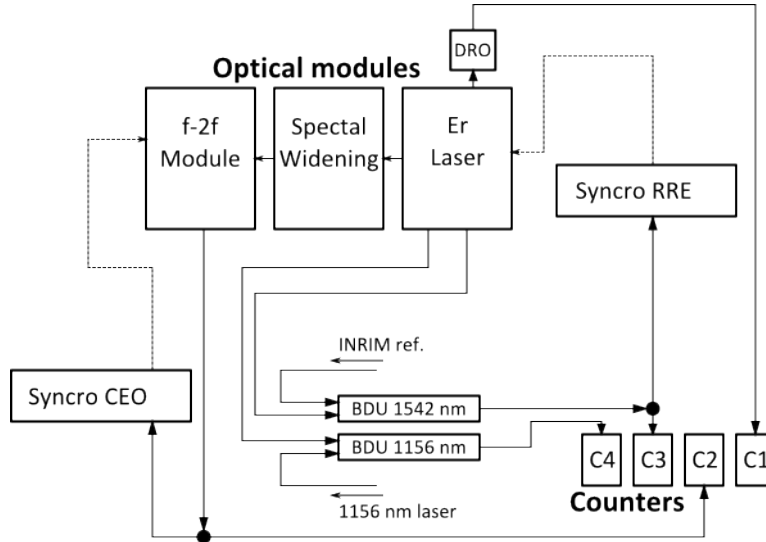 DRO
Optical modules
f-2f
Module
Spectal
Widening
Er
Laser
Syncro RRE
INRIM ref.
Syncro CEO
BDU 1542 nm
BDU 1156 nm
C4
C3
C2
C1
Counters
1156 nm laser